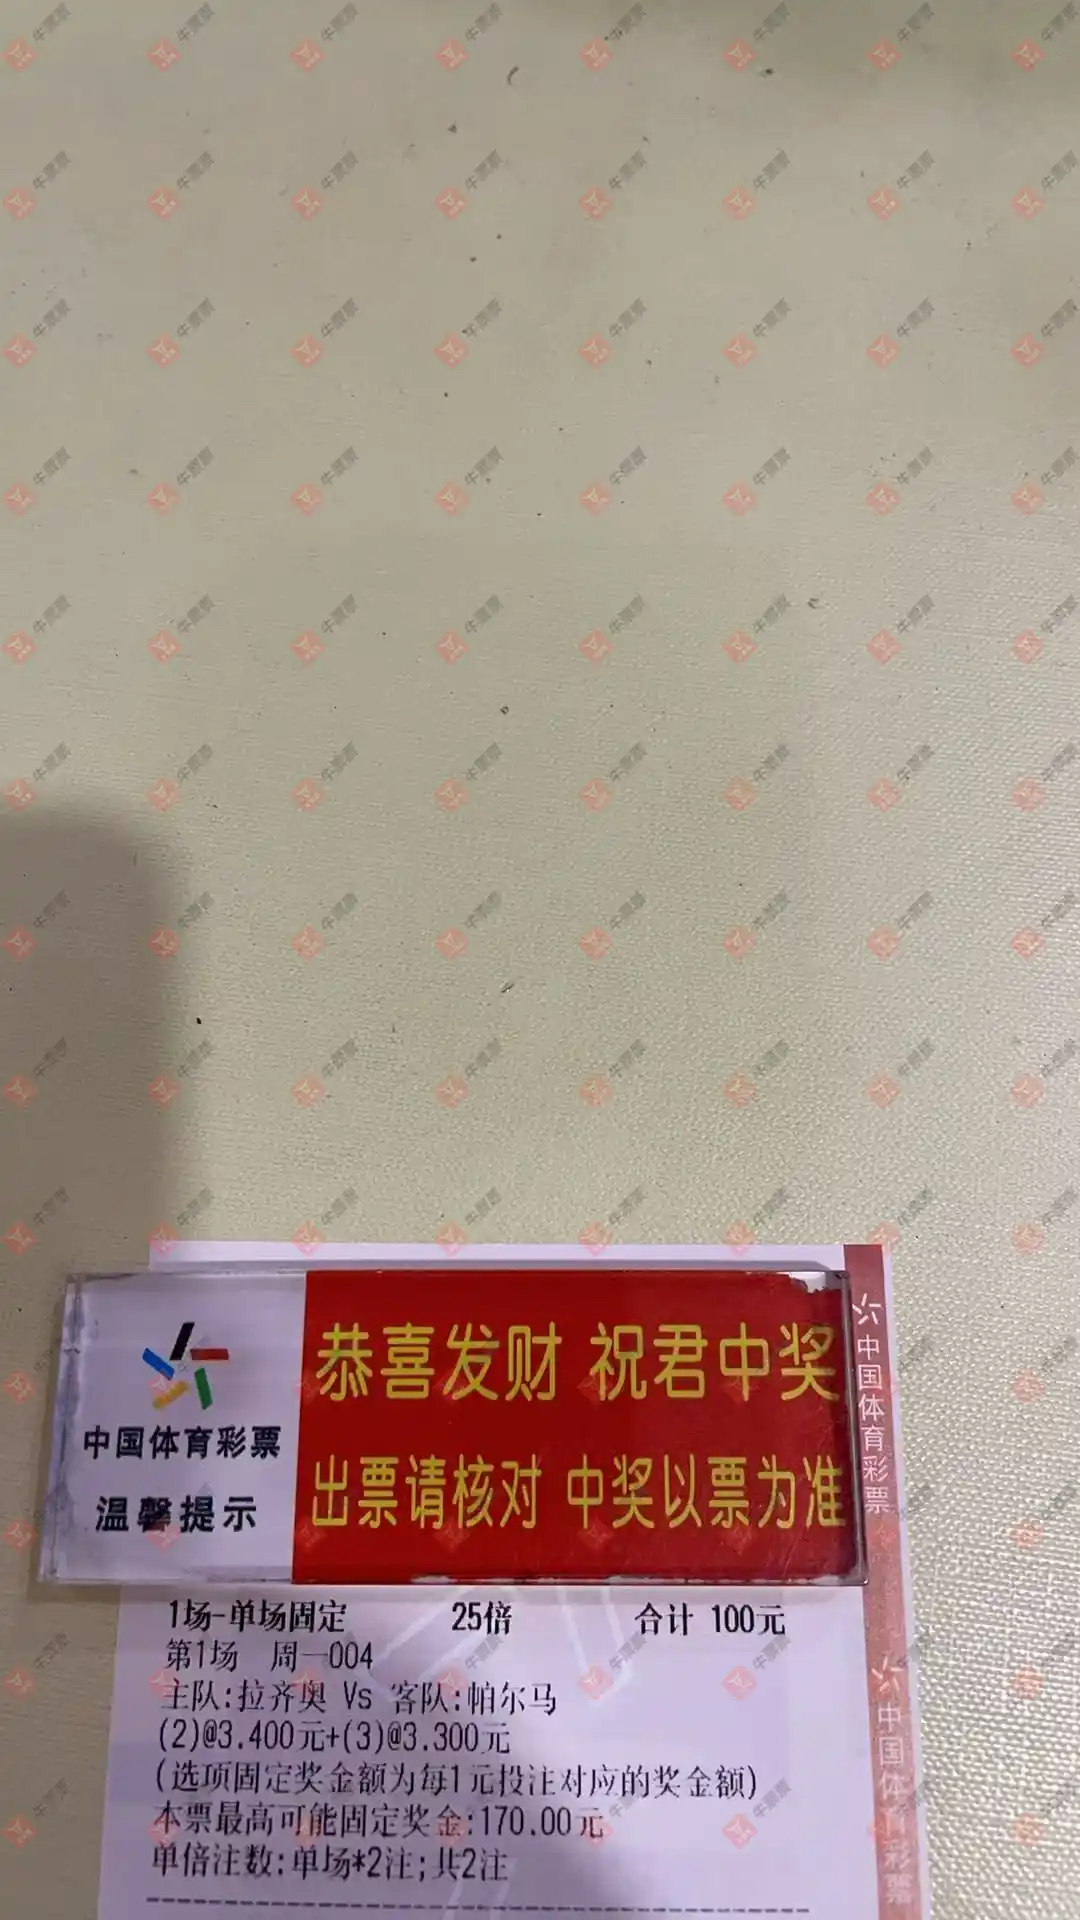 恭喜发财 祝君中奖
中国体育彩票
温馨提示
出票请核对 中奖以票为准
中国体育彩票
1场-单场固定 25倍 合计 100元
第1场 周一004
主队:拉齐奥 Vs 客队:帕尔马
(2)@3.400元+(3)@3.300元
(选项固定奖金额为每1元投注对应的奖金额)
本票最高可能固定奖金:170.00元
单倍注数:单场*2注;共2注
中国体育彩票
牛票票